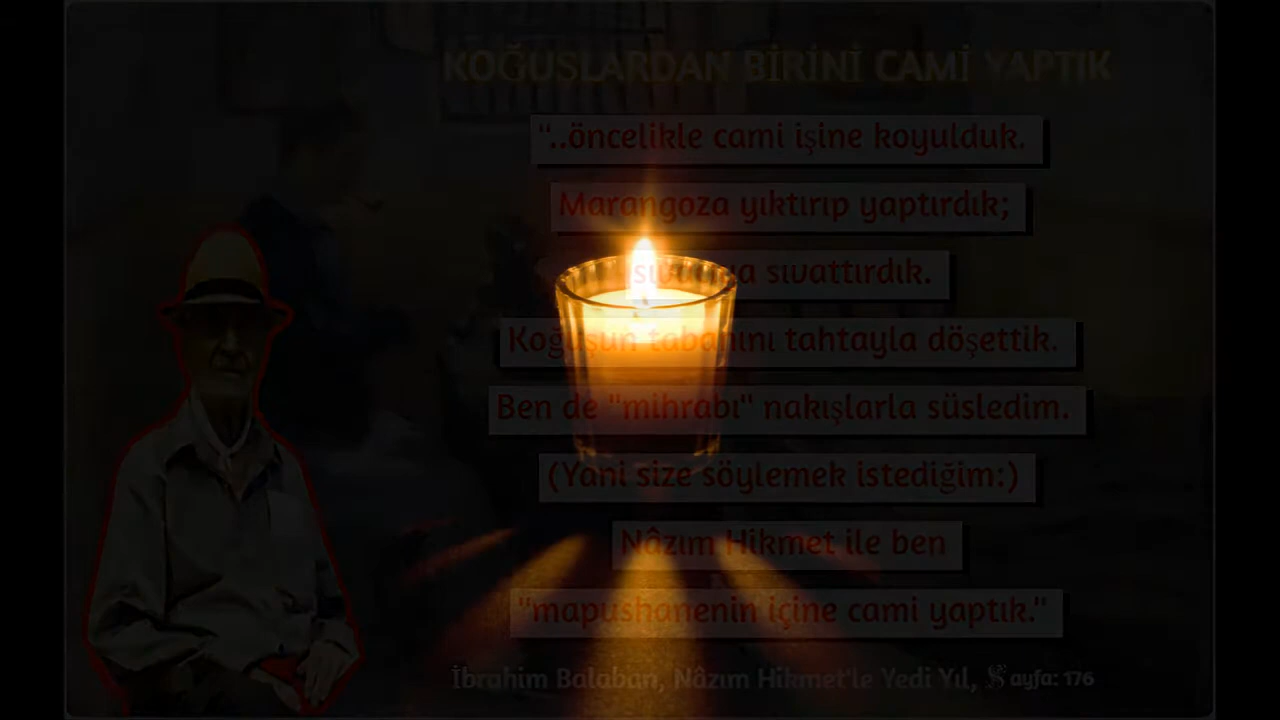 KOĞUŞLARDAN BİRİNİ CAMİ YAPTIK
"..öncelikle cami işine koyulduk.
Marangoza yıktırıp yaptırdık;
sıvacıya sıvattırdık.
Koğuşun tabanını tahtayla döşettik.
Ben de "mihrabı" nakışlarla süsledim.
(Yani size söylemek istediğim:)
Nâzım Hikmet ile ben
"mapushanenin içine cami yaptık."
İbrahim Balaban, Nâzım Hikmet'le Yedi Yıl, Sayfa: 176